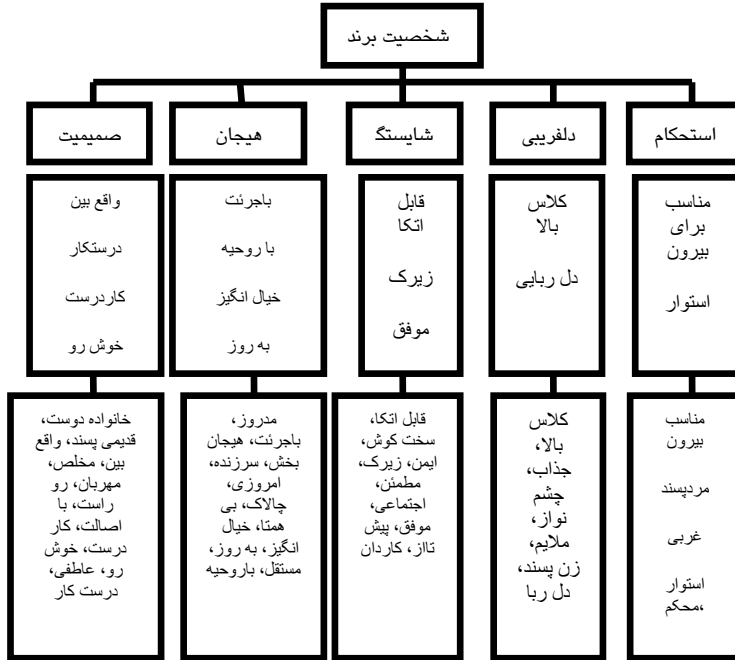 شخصیت برند
استحکام
دلفریبی
شایستگ
هیجان
صمیمیت
مناسب
برای
بیرون
استوار
کلاس
بالا
دل ربایی
قابل
اتکا
زیرک
موفق
باجرئت
با روحیه
خیال انگیز
به روز
واقع بین
درستکار
کاردرست
خوش رو
مناسب
بیرون
مردپسند
غربی
استوار
،محکم
کلاس
بالا،
جذاب،
چشم
نواز،
ملایم،
زن پسند،
دل ربا
قابل اتکا،
سخت کوش،
ایمن، زیرک،
مطمئن،
اجتماعی،
موفق، پیش
تااز، کاردان
مدروز،
باجرئت، هیجان
بخش، سرزنده،
امروزی،
چالاک، بی
همتا، خیال
انگیز، به روز،
مستقل، باروحیه
خانواده دوست،
قدیمی پسند، واقع
بین، مخلص،
مهربان، رو
راست، با
اصالت، کار
درست، خوش
رو، عاطفی،
درست کار